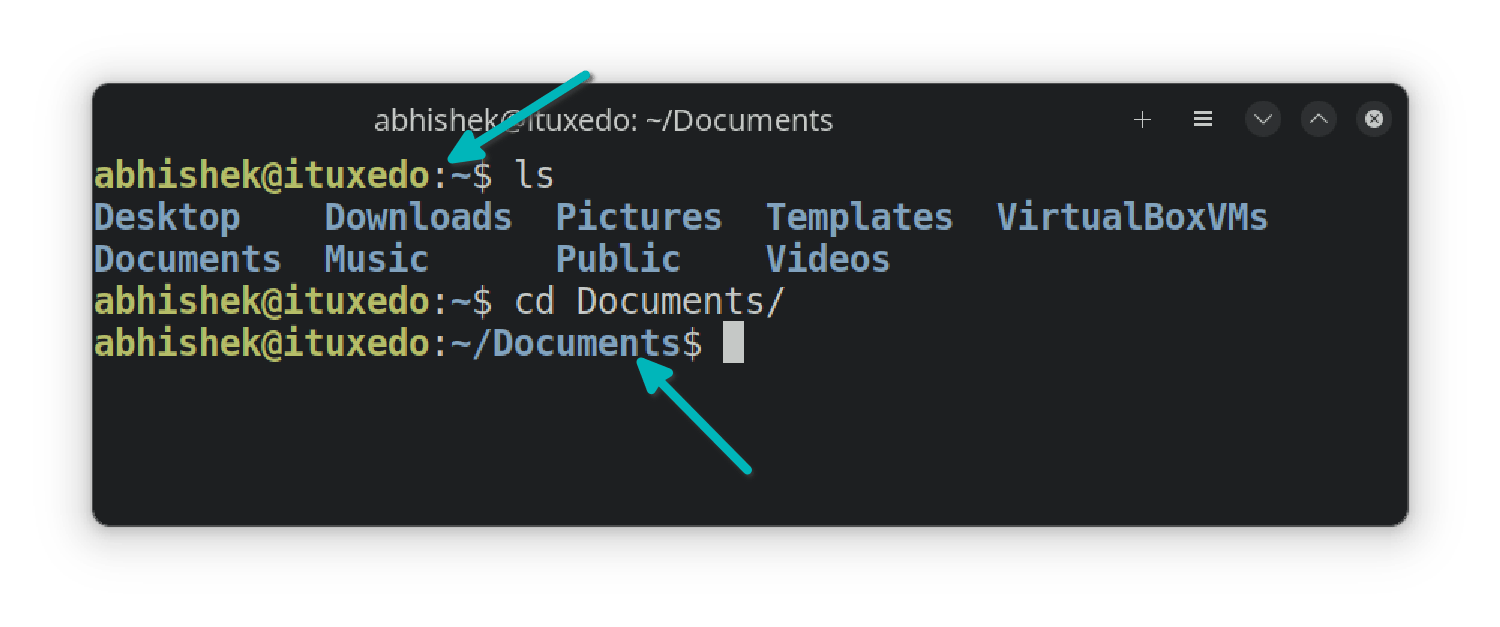 abhishek@ituxedo: ~/Documents
abhishek@ituxedo:~$ ls
Desktop    Downloads  Pictures  Templates  VirtualBoxVMs
Documents  Music      Public    Videos
abhishek@ituxedo:~$ cd Documents/
abhishek@ituxedo:~/Documents$